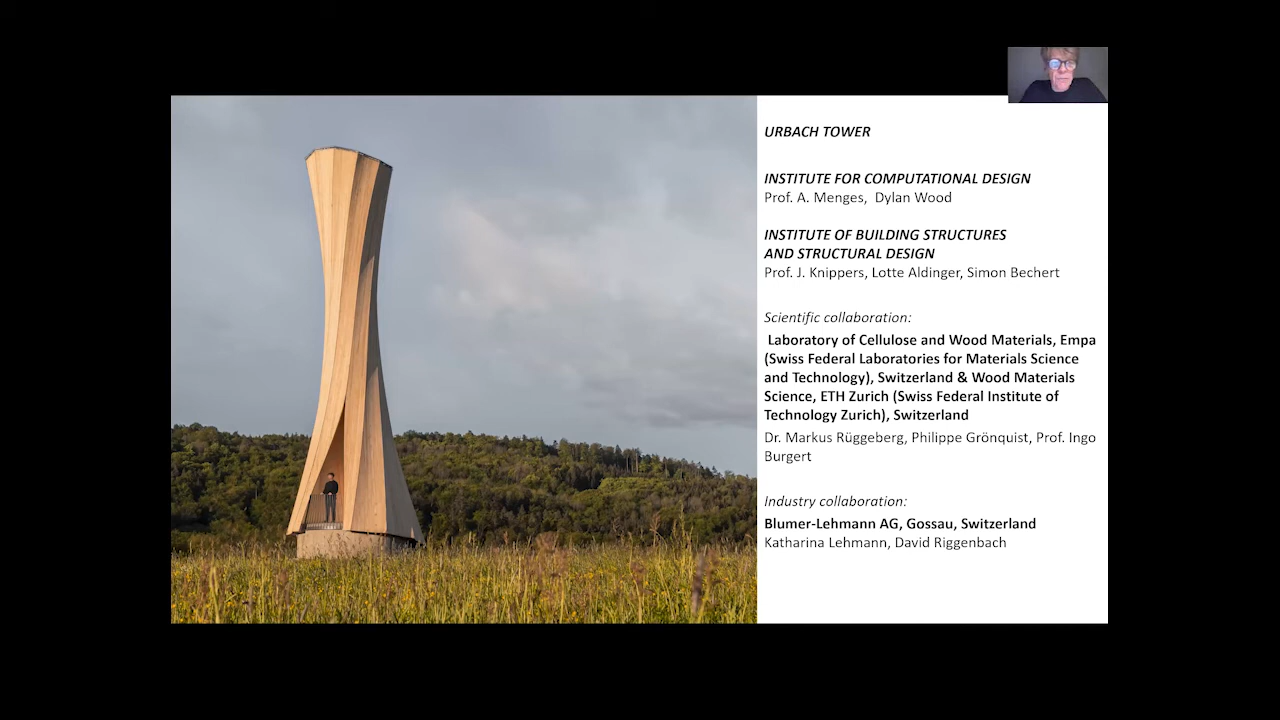 URBACH TOWER
INSTITUTE FOR COMPUTATIONAL DESIGN
Prof. A. Menges, Dylan Wood
INSTITUTE OF BUILDING STRUCTURES
AND STRUCTURAL DESIGN
Prof. J. Knippers, Lotte Aldinger, Simon Bechert
Scientific collaboration:
Laboratory of Cellulose and Wood Materials, Empa
(Swiss Federal Laboratories for Materials Science
and Technology), Switzerland & Wood Materials
Science, ETH Zurich (Swiss Federal Institute of
Technology Zurich), Switzerland
Dr. Markus Rüggeberg, Philippe Grönquist, Prof. Ingo
Burgert
Industry collaboration:
Blumer-Lehmann AG, Gossau, Switzerland
Katharina Lehmann, David Riggenbach